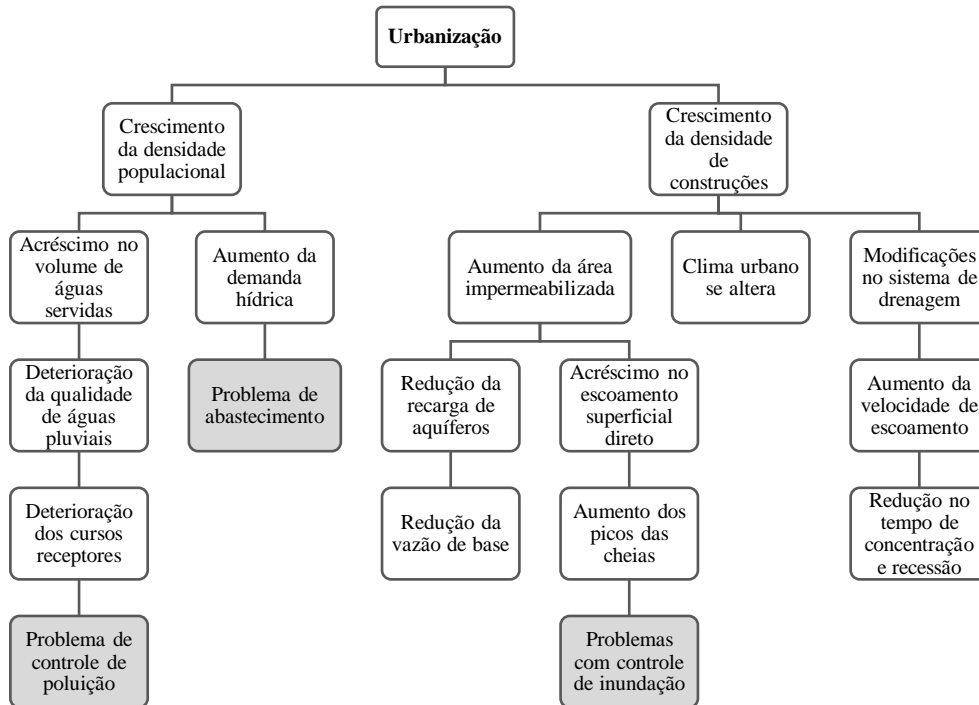 Urbanização
Crescimento
da densidade
populacional
Crescimento
da densidade
de
construções
Acréscimo no
volume de
águas
servidas
Aumento da
demanda
hídrica
Aumento da área
impermeabilizada
Clima urbano
se altera
Modificações
no sistema de
drenagem
Deterioração
da qualidade
de águas
pluviais
Problema de
abastecimento
Redução da
recarga de
aquíferos
Acréscimo no
escoamento
superficial
direto
Aumento da
velocidade de
escoamento
Deterioração
dos cursos
receptores
Redução da
vazão de base
Aumento dos
picos das
cheias
Redução no
tempo de
concentração
e recessão
Problema de
controle de
poluição
Problemas
com controle
de inundação